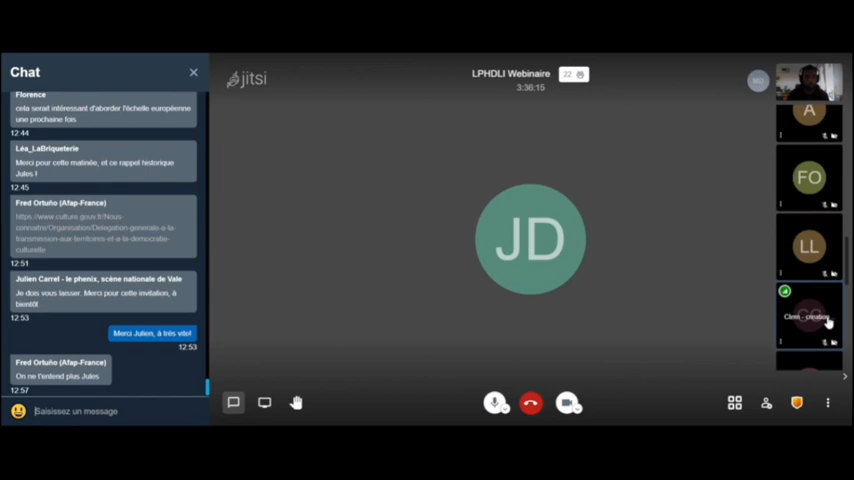 Chat
jitsi
LPHDLI Webinaire
22
3:36:15
Florence
cela serait intéressant d'aborder l'échelle européenne
une prochaine fois
12:44
Léa_LaBriqueterie
Merci pour cette matinée, et ce rappel historique
Jules !
12:45
Fred Ortuño (Afap-France)
https://www.culture.gouv.fr/Nous-
connaitre/Organisation/Delegation-generale-a-la-
transmission-aux-territoires-et-a-la-democratie-
culturelle
12:51
Julien Carrel - le phenix, scène nationale de Vale
Je dois vous laisser. Merci pour cette invitation, à
bientôt
12:53
Merci Julien, à très vite!
12:53
Fred Ortuño (Afap-France)
On ne t'entend plus Jules
12:57
Saisissez un message
JD
A
FO
LL
Clem - creation...